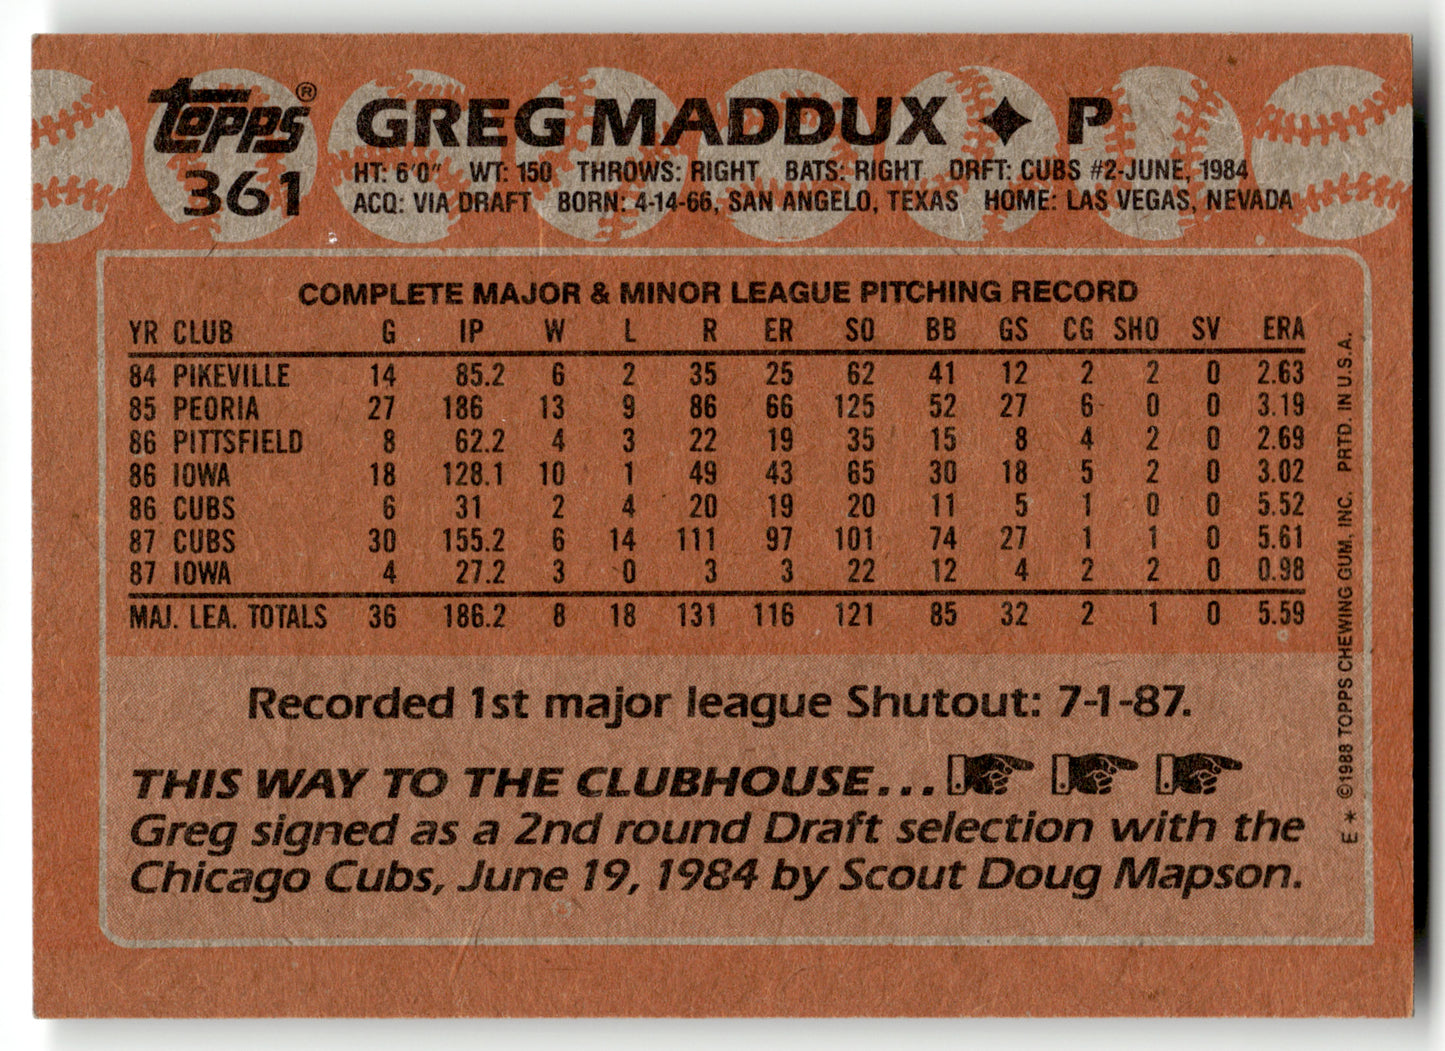 topps®
361
GREG MADDUX ✦ P
HT: 6'0" WT: 150 THROWS: RIGHT BATS: RIGHT DRFT: CUBS #2-JUNE, 1984
ACQ: VIA DRAFT BORN: 4-14-66, SAN ANGELO, TEXAS HOME: LAS VEGAS, NEVADA
COMPLETE MAJOR & MINOR LEAGUE PITCHING RECORD
YR CLUB G IP W L R ER SO BB GS CG SHO SV ERA
84 PIKEVILLE 14 85.2 6 2 35 25 62 41 12 2 2 0 2.63
85 PEORIA 27 186 13 9 86 66 125 52 27 6 0 0 3.19
86 PITTSFIELD 8 62.2 4 3 22 19 35 15 8 4 2 0 2.69
86 IOWA 18 128.1 10 1 49 43 65 30 18 5 2 0 3.02
86 CUBS 6 31 2 4 20 19 20 11 5 1 0 0 5.52
87 CUBS 30 155.2 6 14 111 97 101 74 27 1 1 0 5.61
87 IOWA 4 27.2 3 0 3 3 22 12 4 2 2 0 0.98
MAJ. LEA. TOTALS 36 186.2 8 18 131 116 121 85 32 2 1 0 5.59
Recorded 1st major league Shutout: 7-1-87.
THIS WAY TO THE CLUBHOUSE...
Greg signed as a 2nd round Draft selection with the
Chicago Cubs, June 19, 1984 by Scout Doug Mapson.
E * ©1988 TOPPS CHEWING GUM, INC. PRTD. IN U.S.A.